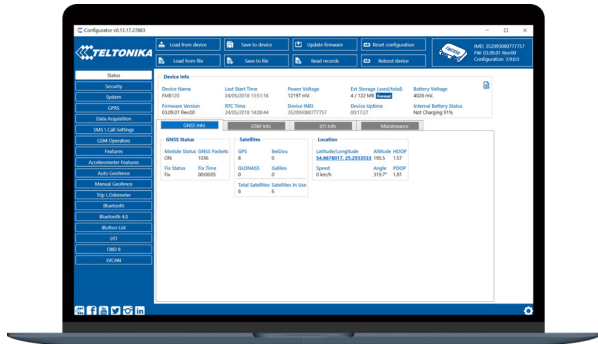 Configurator v0.13.17.27883
TELTONIKA
Load from device
Save to device
Update firmware
Reset configuration
Load from file
Save to file
Read records
Reboot device
FMB120
IMEI 352093080777757
FW 03.09.01 Rev:00
Configuration 3.9.0.0
Status
Security
System
GPRS
Data Acquisition
SMS \ Call Settings
GSM Operators
Features
Accelerometer Features
Auto Geofence
Manual Geofence
Trip \ Odometer
Bluetooth
Bluetooth 4.0
iButton List
I/O
OBD II
LVCAN
Device Info
Device Name
FMB120
Last Start Time
24/05/2018 13:51:16
Power Voltage
12197 mV.
Ext Storage (used/total)
4 / 122 MB Format
Battery Voltage
4028 mV.
Firmware Version
03.09.01 Rev:00
RTC Time
24/05/2018 14:08:44
Device IMEI
352093080777757
Device Uptime
00:17:27
Internal Battery Status
Not Charging 91%
GNSS Info
GSM Info
I/O Info
Maintenance
GNSS Status
Module Status GNSS Packets
ON 1036
Fix Status Fix Time
Fix 00:00:05
Satellites
GPS BeiDou
8 0
GLONASS Galileo
0 0
Total Satellites Satellites In Use
8 6
Location
Latitude/Longitude Altitude HDOP
54.6678017, 25.2553533 195.5 1.57
Speed Angle PDOP
0 km/h 319.7° 1.81